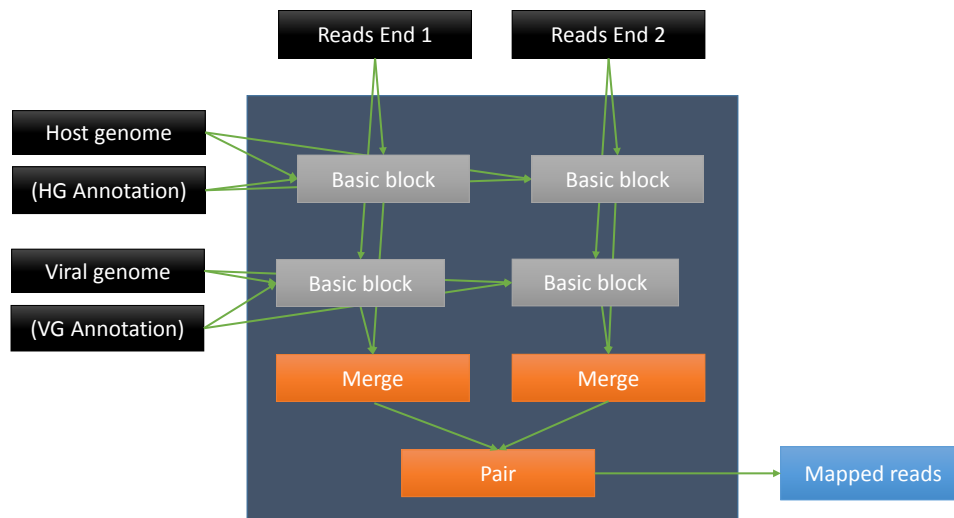 Reads End 1
Reads End 2
Host genome
(HG Annotation)
Basic block
Basic block
Viral genome
(VG Annotation)
Basic block
Basic block
Merge
Merge
Pair
Mapped reads